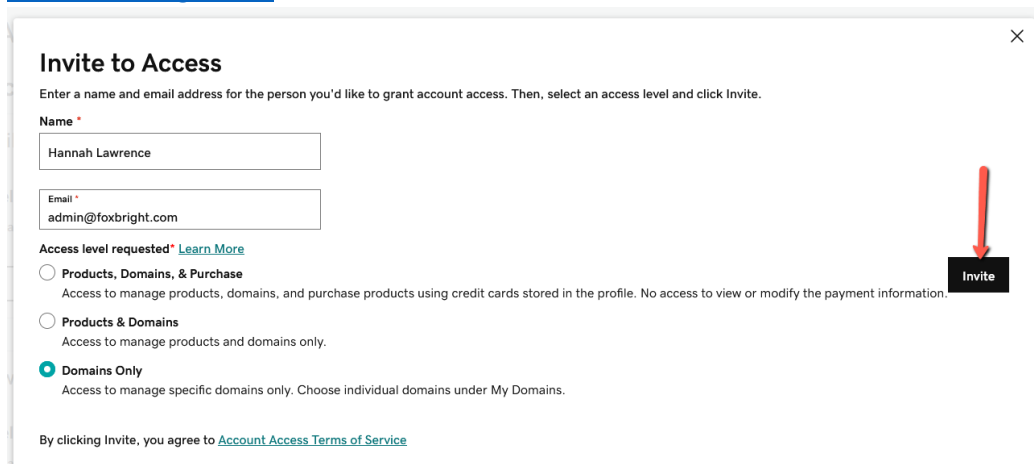 Invite to Access
Enter a name and email address for the person you'd like to grant account access. Then, select an access level and click Invite.
Name *
Hannah Lawrence
Email *
admin@foxbright.com
Access level requested* Learn More
Products, Domains, & Purchase
Access to manage products, domains, and purchase products using credit cards stored in the profile. No access to view or modify the payment information.
Invite
Products & Domains
Access to manage products and domains only.
Domains Only
Access to manage specific domains only. Choose individual domains under My Domains.
By clicking Invite, you agree to Account Access Terms of Service